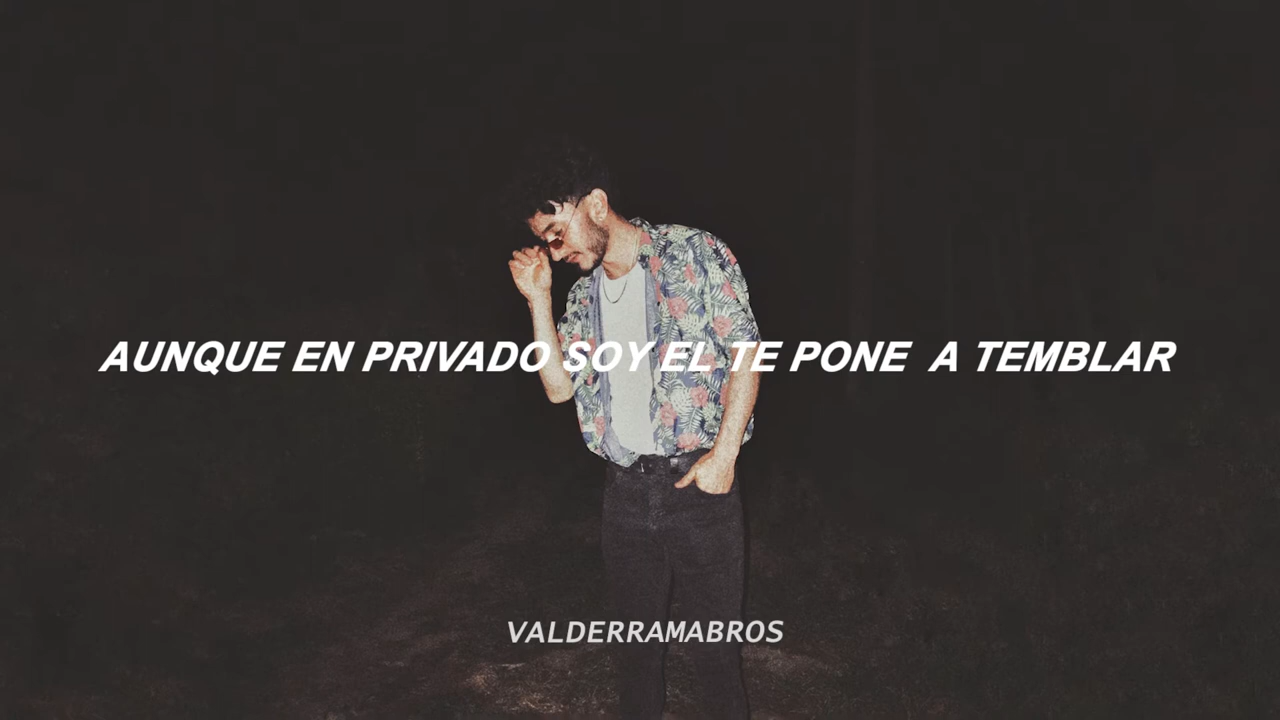 AUNQUE EN PRIVADO SOY EL TE PONE A TEMBLAR
VALDERRAMABROS